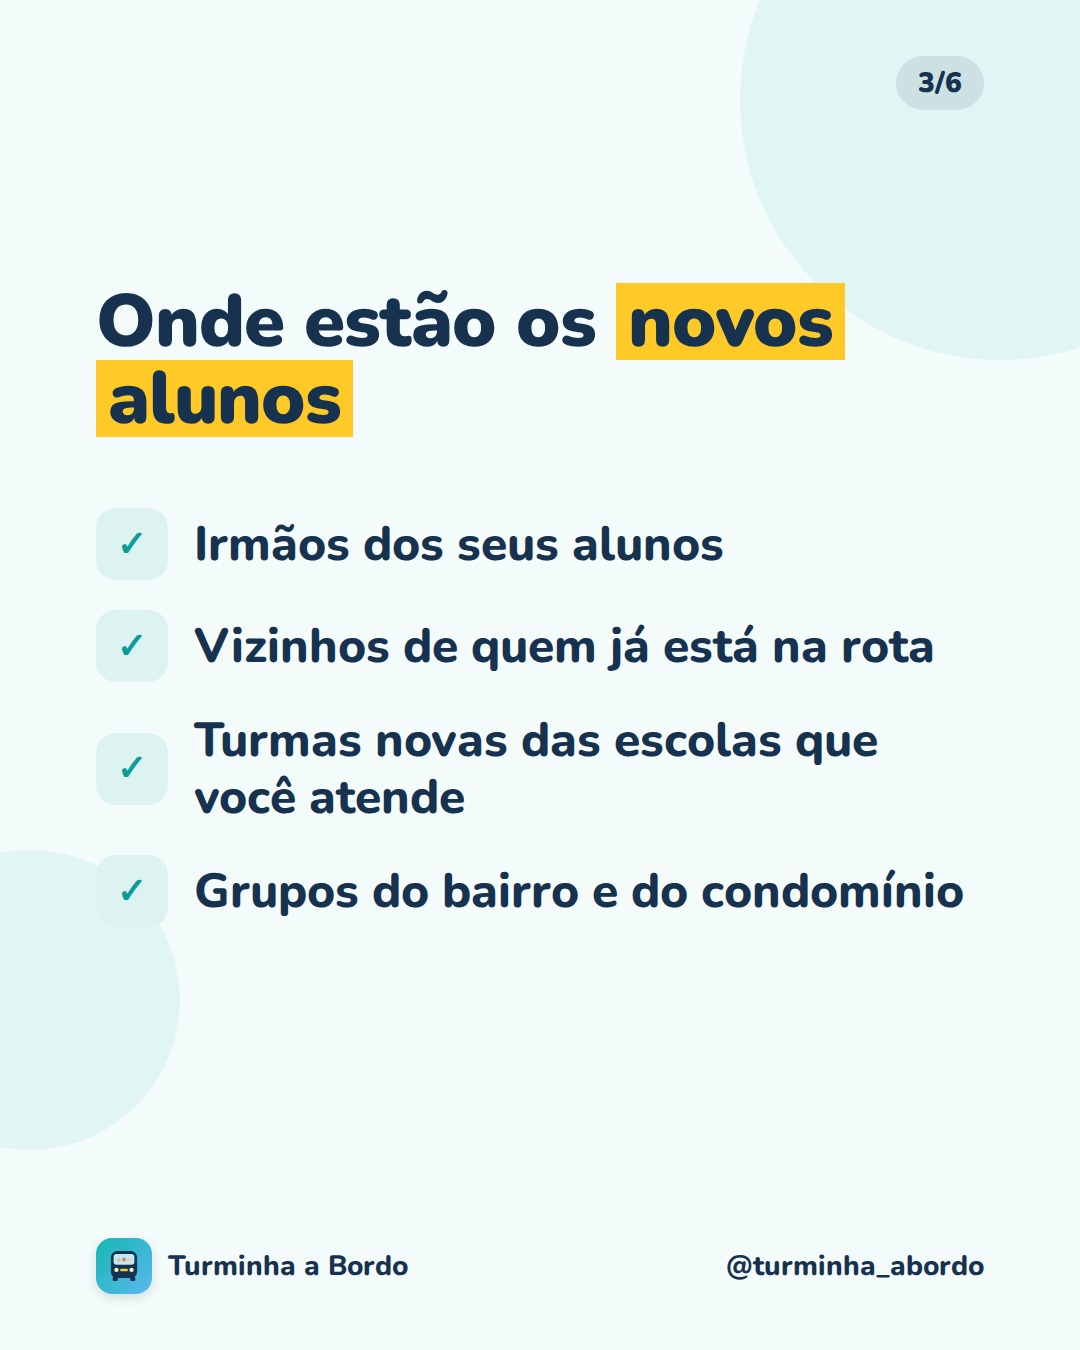 3/6
Onde estão os novos
alunos
✓ Irmãos dos seus alunos
✓ Vizinhos de quem já está na rota
✓ Turmas novas das escolas que
você atende
✓ Grupos do bairro e do condomínio
Turminha a Bordo
@turminha_abordo